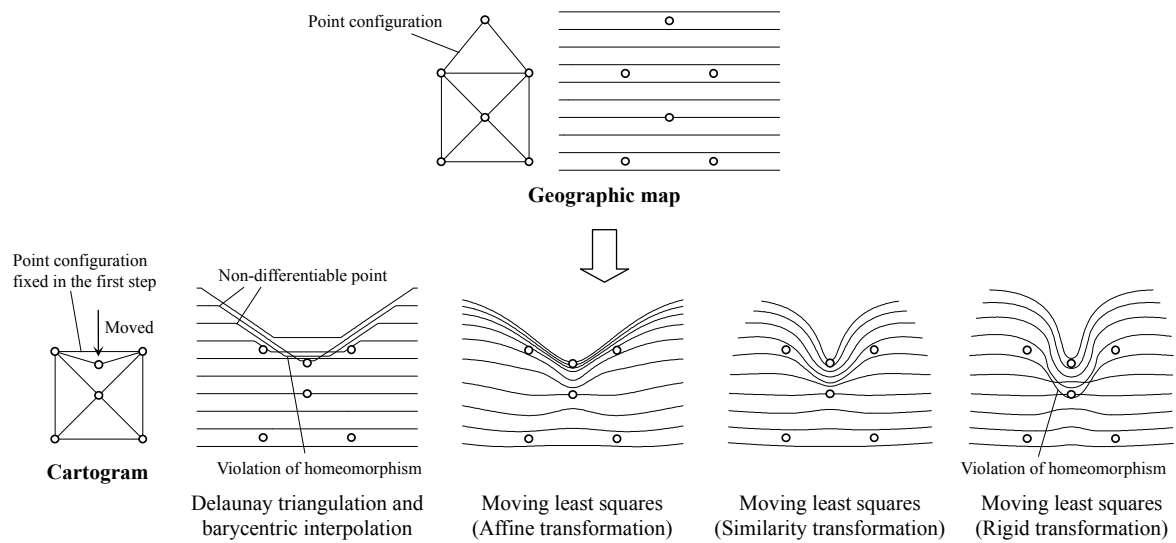 Point configuration
Geographic map
Point configuration
fixed in the first step
Moved
Cartogram
Non-differentiable point
Violation of homeomorphism
Delaunay triangulation and
barycentric interpolation
Moving least squares
(Affine transformation)
Moving least squares
(Similarity transformation)
Violation of homeomorphism
Moving least squares
(Rigid transformation)